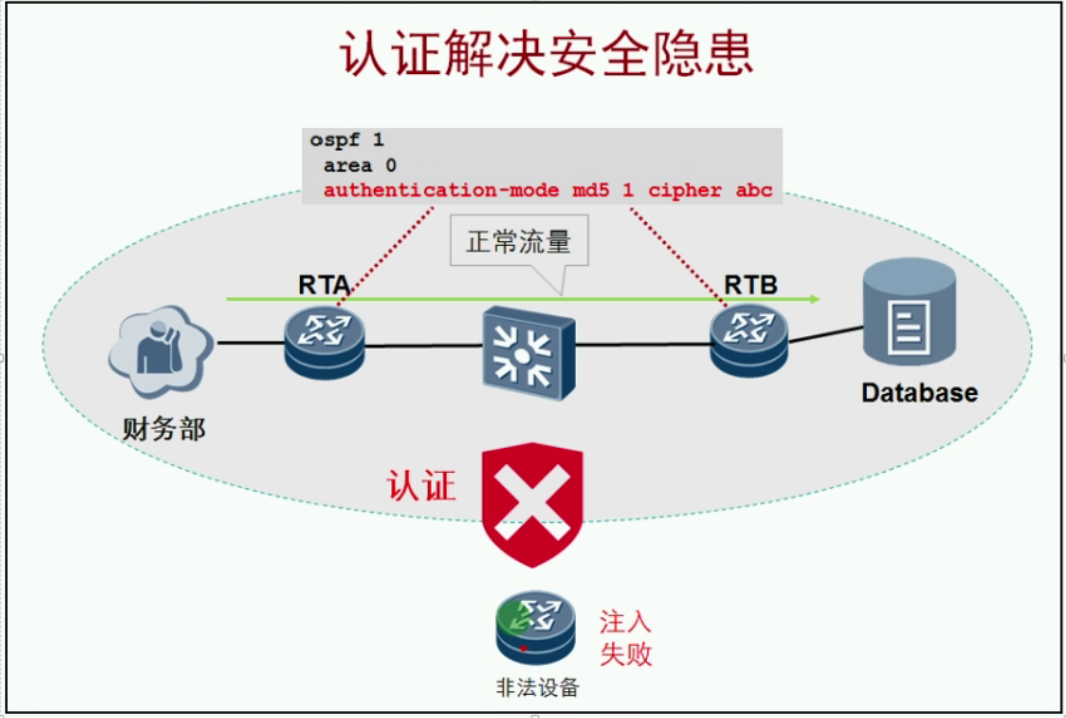 认证解决安全隐患
ospf 1
area 0
authentication-mode md5 1 cipher abc
正常流量
RTA
RTB
财务部
Database
认证
注入
失败
非法设备